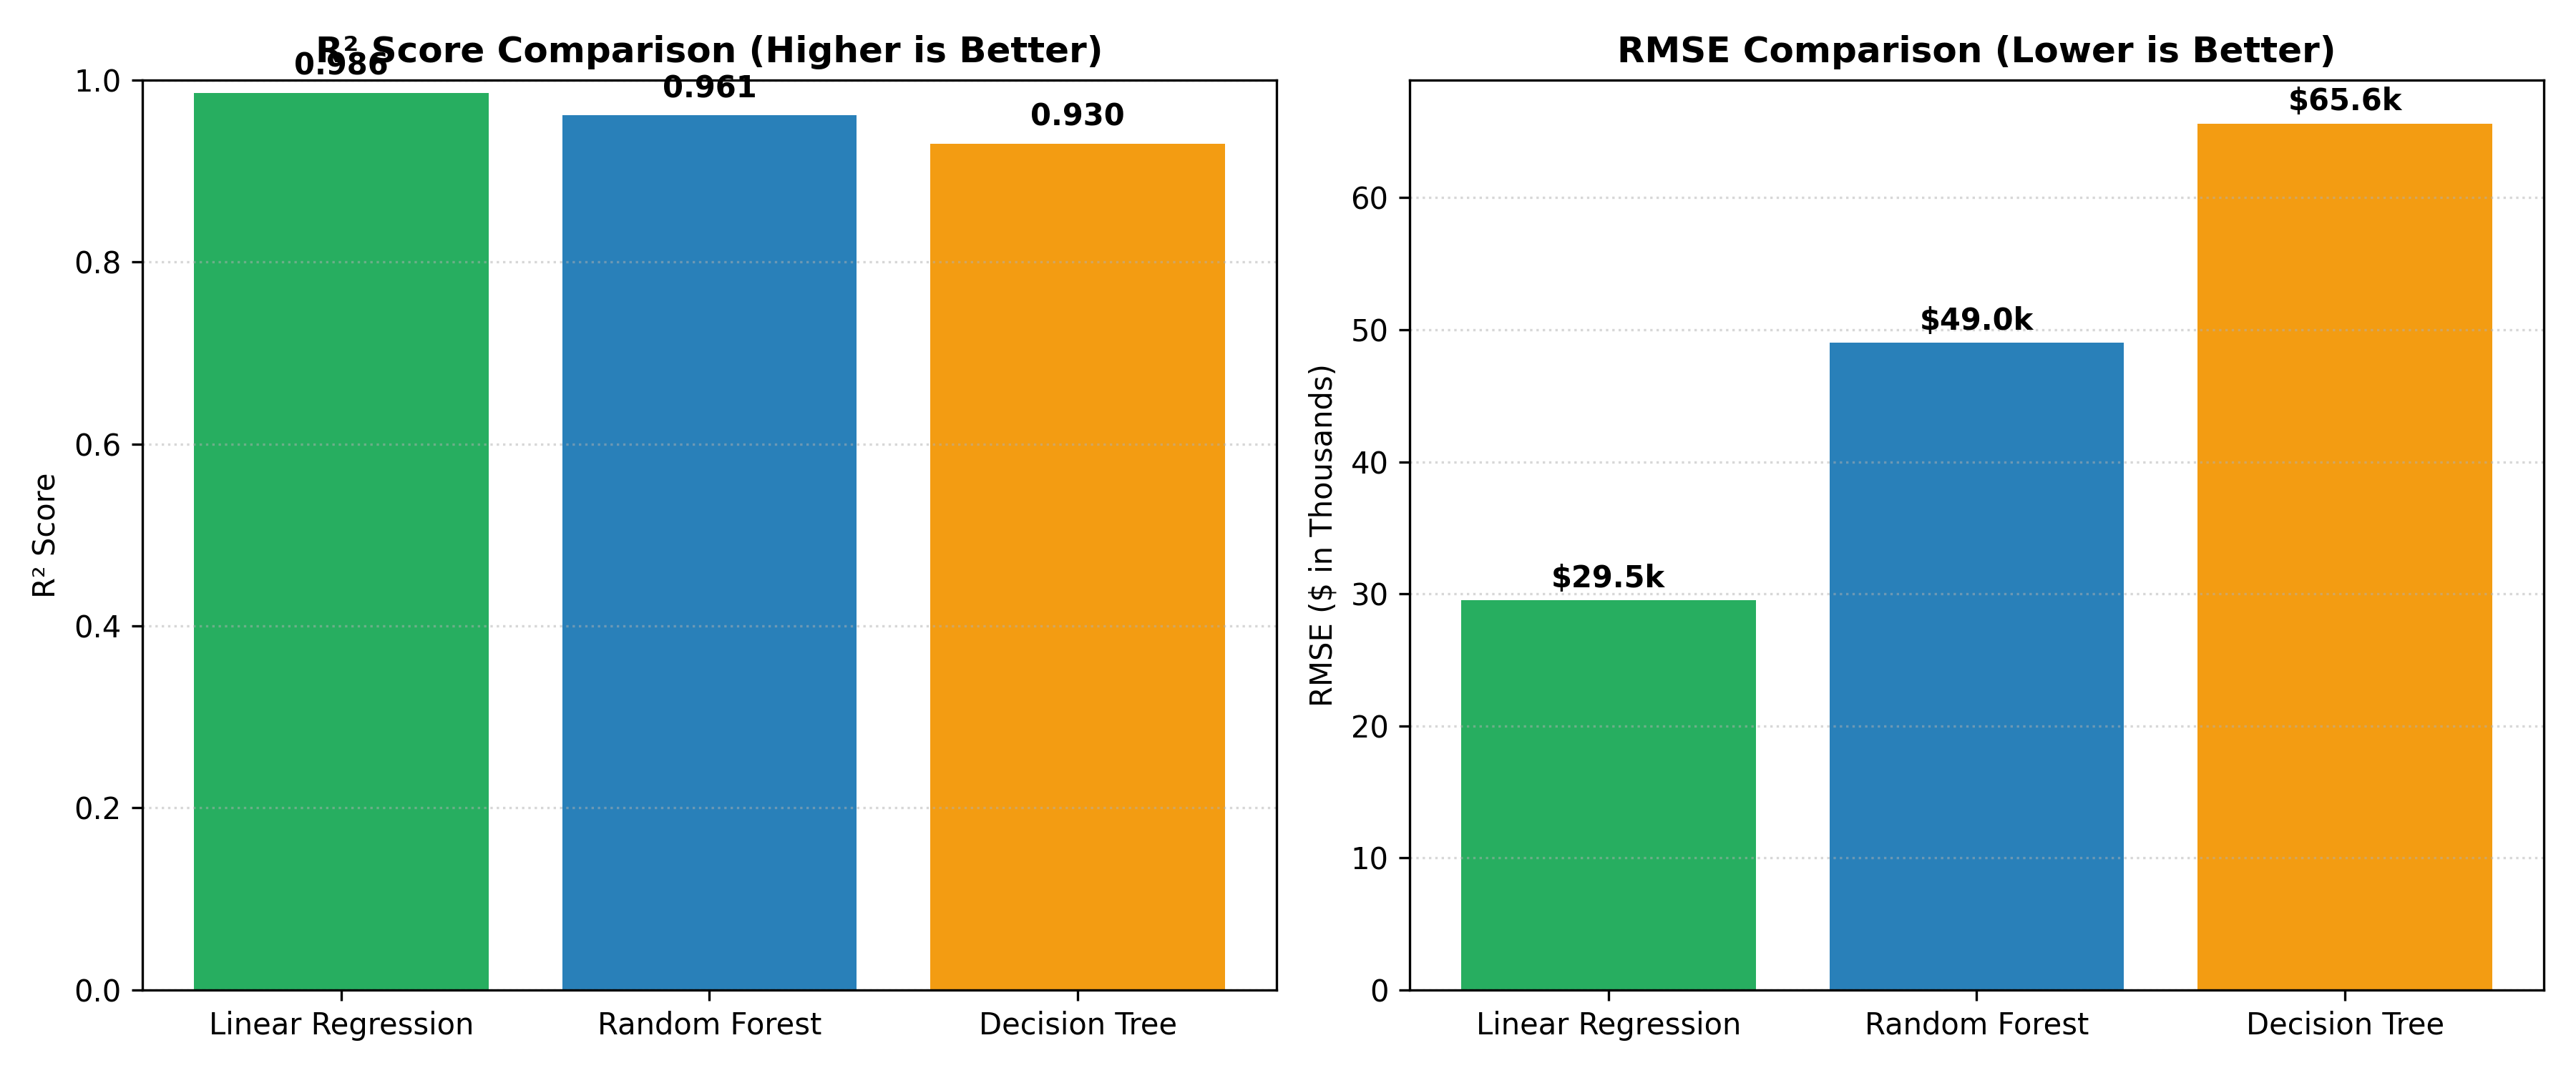 R² Score Comparison (Higher is Better)
0.986
0.961
0.930
1.0
0.8
0.6
0.4
0.2
0.0
R² Score
Linear Regression
Random Forest
Decision Tree
RMSE Comparison (Lower is Better)
$65.6k
$49.0k
$29.5k
60
50
40
30
20
10
0
RMSE ($ in Thousands)
Linear Regression
Random Forest
Decision Tree